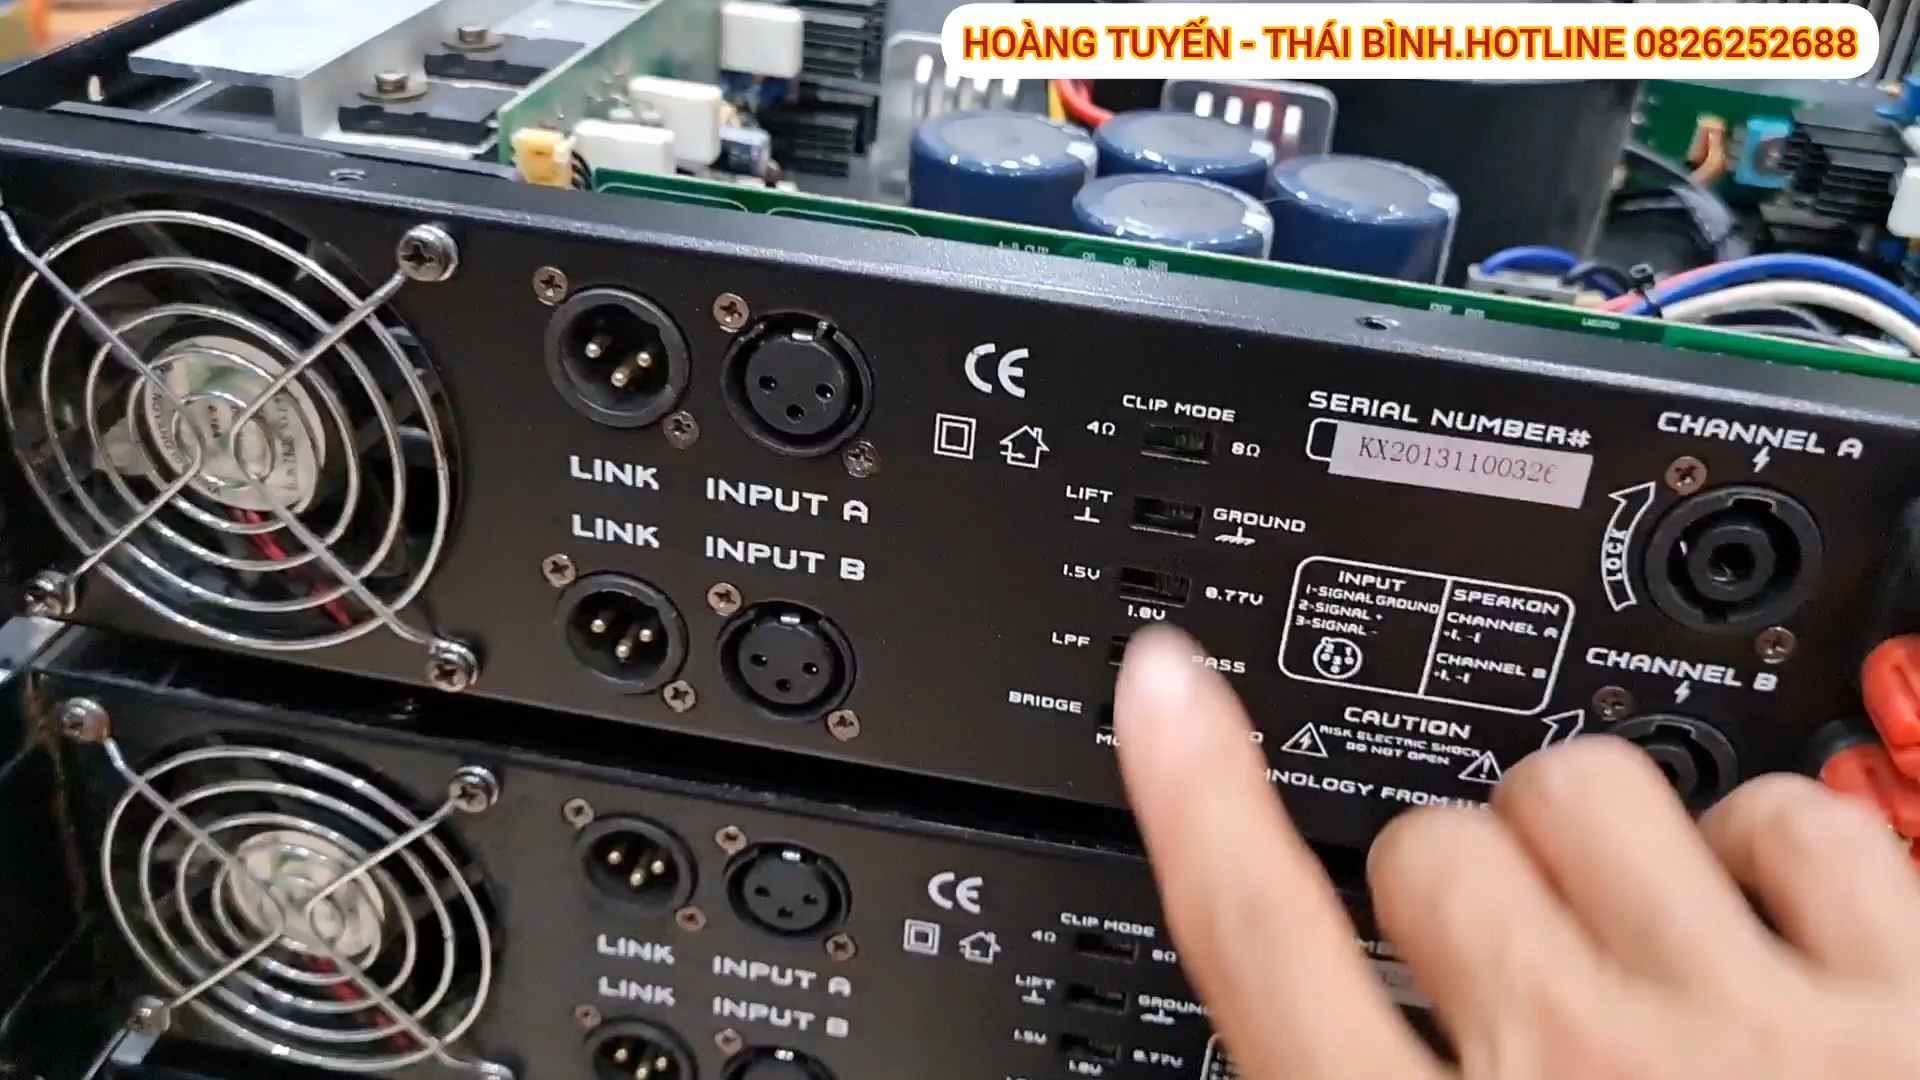 HOÀNG TUYẾN - THÁI BÌNH.HOTLINE 0826252688
CE
CLIP MODE
4Ω
8Ω
SERIAL NUMBER#
KX20131100326
CHANNEL A
LINK
INPUT A
LIFT
GROUND
LOCK
LINK
INPUT B
1.5V
0.77V
1.0V
INPUT
1-SIGNAL GROUND
2-SIGNAL +
3-SIGNAL -
SPEAKON
CHANNEL A
+1, -1
CHANNEL B
+1, -1
LPF
CHANNEL B
BRIDGE
CAUTION
RISK ELECTRIC SHOCK
DO NOT OPEN
CE
CLIP MODE
4Ω
8Ω
LINK
INPUT A
LIFT
LINK
INPUT B
1.5V
0.77V
1.0V